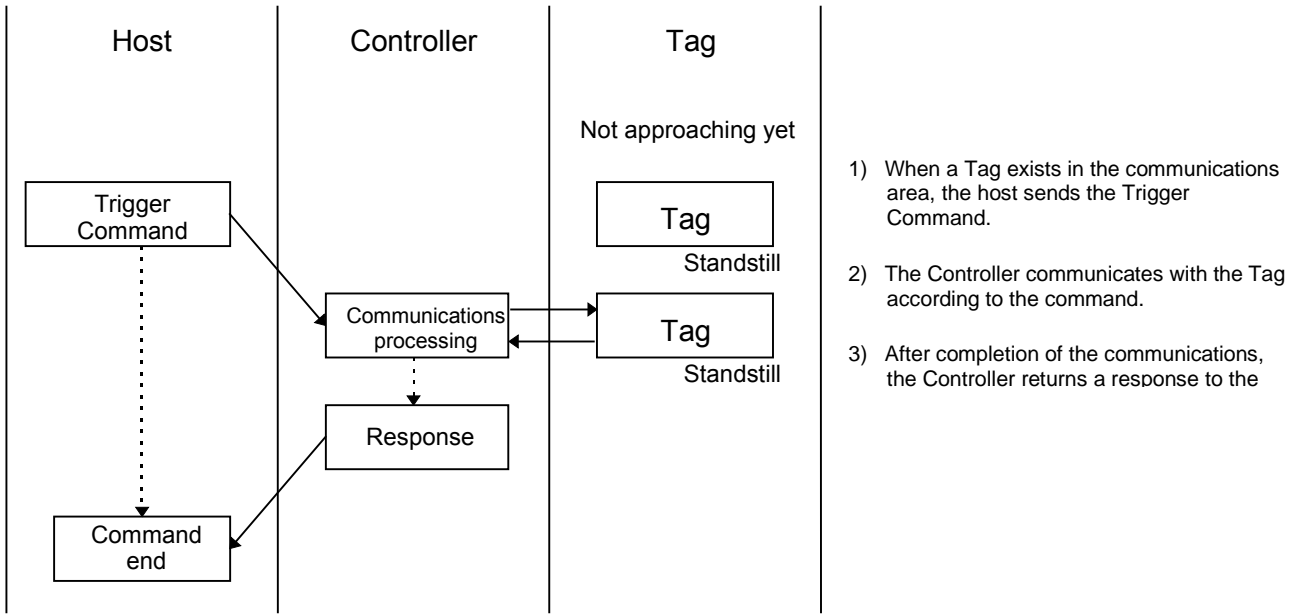 Host
Controller
Tag
Not approaching yet
Trigger
Command
Tag
Standstill
Communications
processing
Tag
Standstill
Response
Command
end
1) When a Tag exists in the communications
area, the host sends the Trigger
Command.
2) The Controller communicates with the Tag
according to the command.
3) After completion of the communications,
the Controller returns a response to the